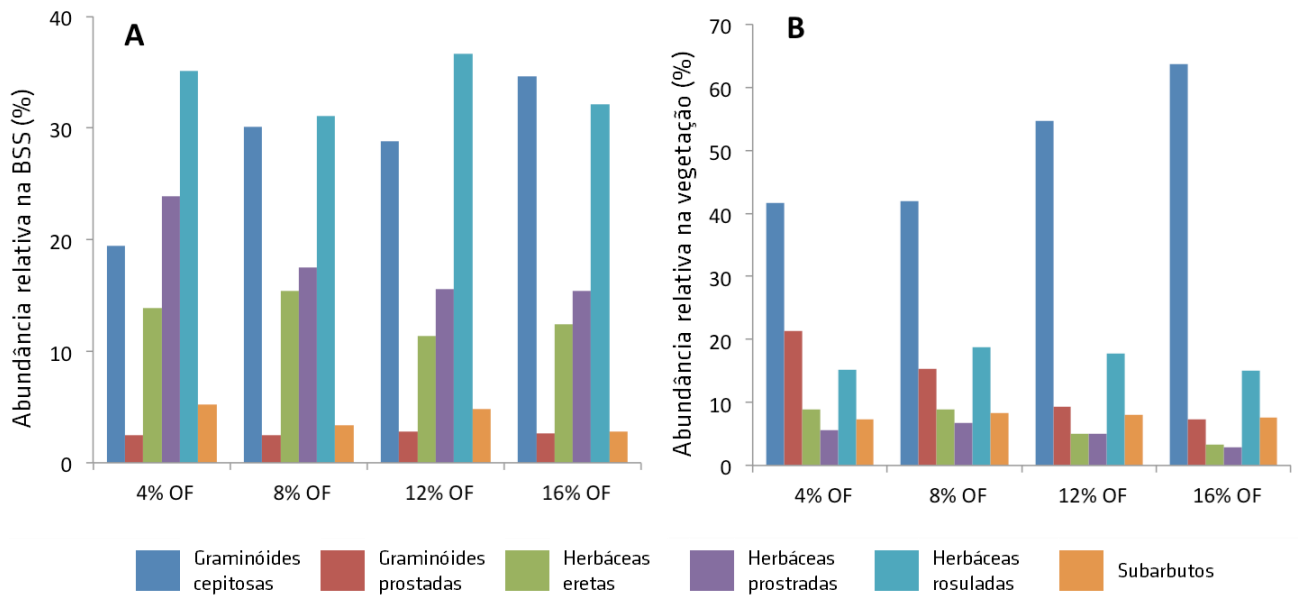 A
Abundância relativa na BSS (%)
40
30
20
10
0
4% OF
8% OF
12% OF
16% OF
B
Abundância relativa na vegetação (%)
70
60
50
40
30
20
10
0
4% OF
8% OF
12% OF
16% OF
Graminóides
cepitosas
Graminóides
prostadas
Herbáceas
eretas
Herbáceas
prostradas
Herbáceas
rosuladas
Subarbutos